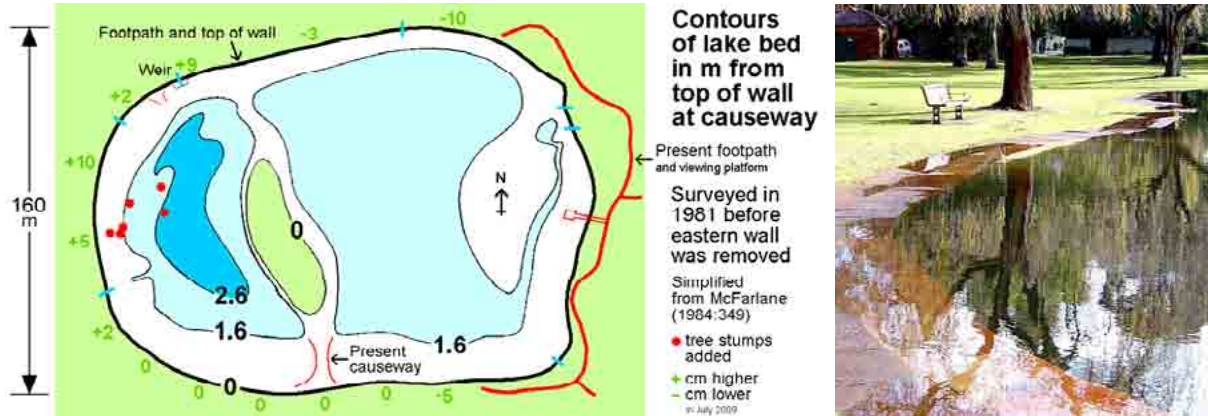 Contours
of lake bed
in m from
top of wall
at causeway
Present footpath
and viewing platform
Surveyed in
1981 before
eastern wall
was removed
Simplified
from McFarlane
(1984:349)
tree stumps
added
+ cm higher
- cm lower
in July 2009
Footpath and top of wall
Weir
-3
-10
+9
+2
+10
+5
+2
0
0
0
0
0
-5
160
m
N
0
2.6
1.6
1.6
0
Present
causeway